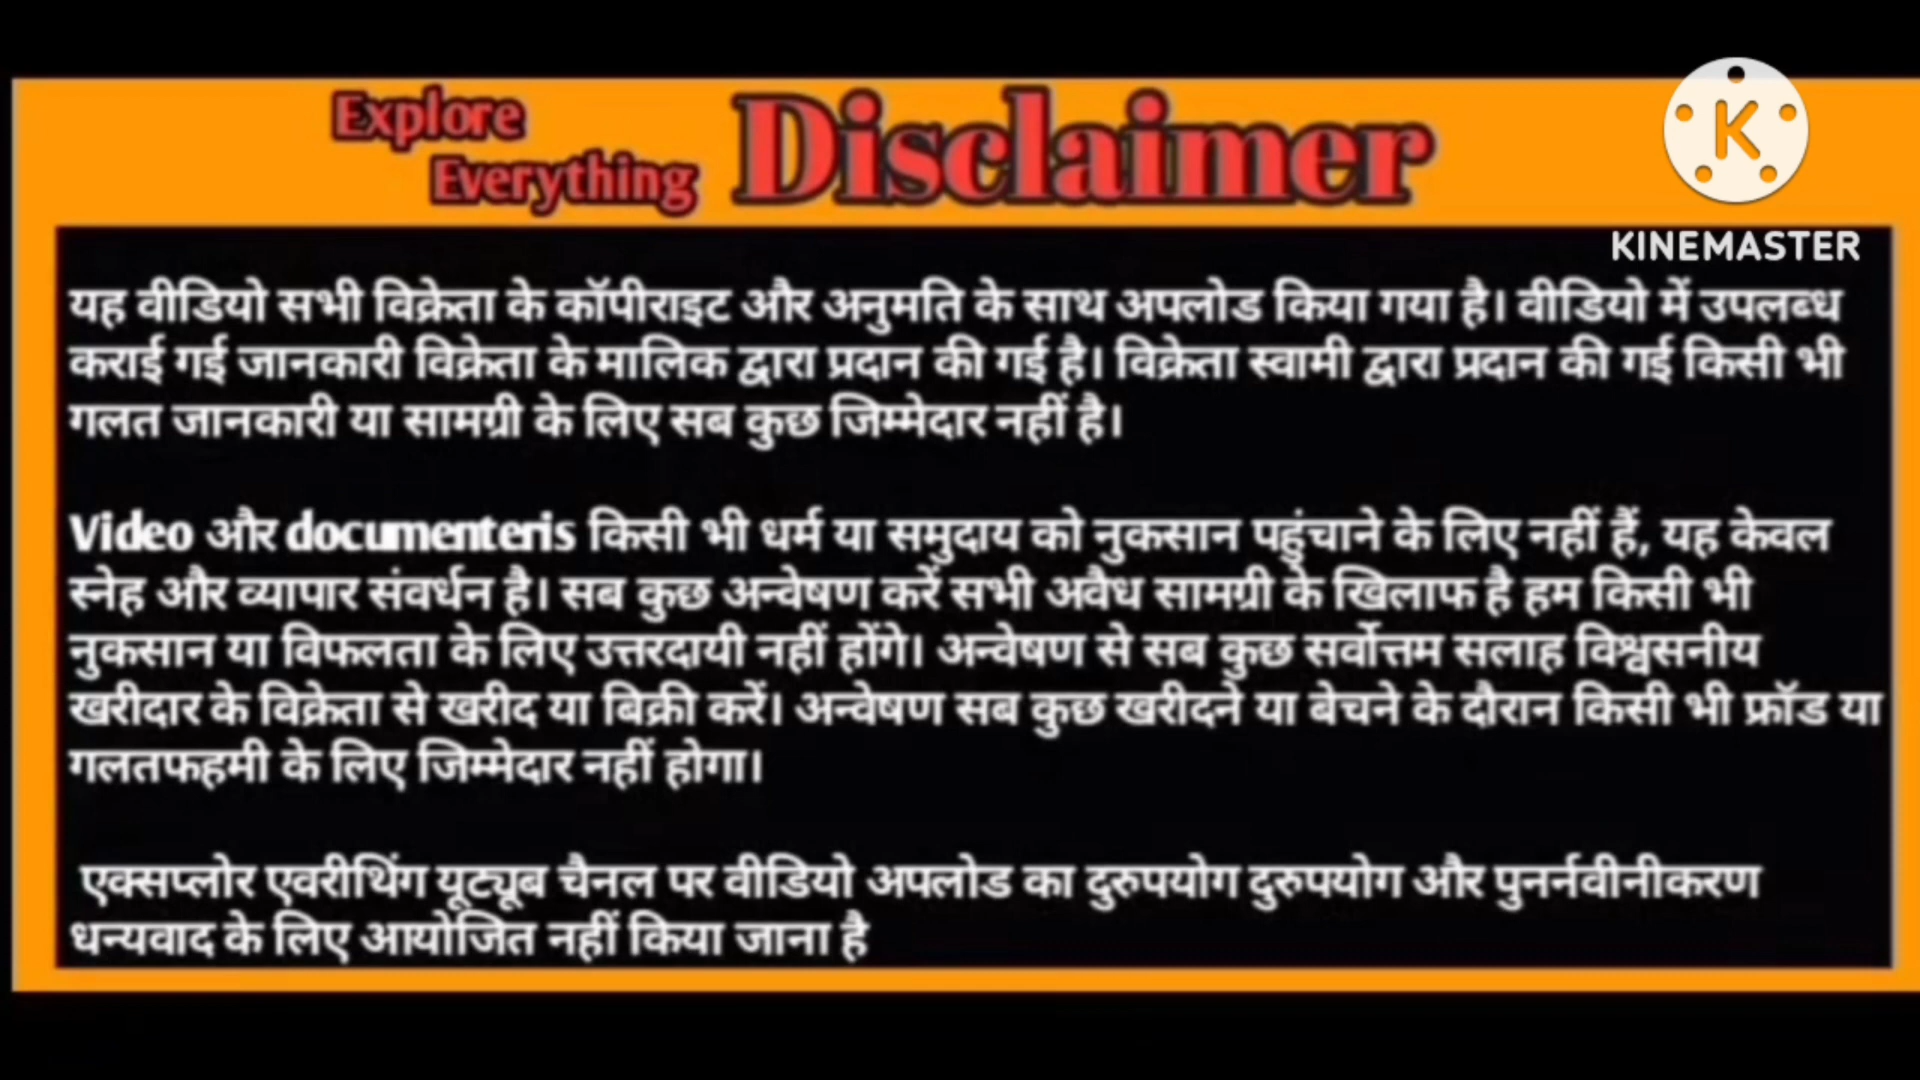 Explore
Everything
Disclaimer
KINEMASTER
यह वीडियो सभी विक्रेता के कॉपीराइट और अनुमति के साथ अपलोड किया गया है। वीडियो में उपलब्ध
कराई गई जानकारी विक्रेता के मालिक द्वारा प्रदान की गई है। विक्रेता स्वामी द्वारा प्रदान की गई किसी भी
गलत जानकारी या सामग्री के लिए सब कुछ जिम्मेदार नहीं है।
Video और documenteris किसी भी धर्म या समुदाय को नुकसान पहुंचाने के लिए नहीं हैं, यह केवल
स्नेह और व्यापार संवर्धन है। सब कुछ अन्वेषण करें सभी अवैध सामग्री के खिलाफ है हम किसी भी
नुकसान या विफलता के लिए उत्तरदायी नहीं होंगे। अन्वेषण से सब कुछ सर्वोत्तम सलाह विश्वसनीय
खरीदार के विक्रेता से खरीद या बिक्री करें। अन्वेषण सब कुछ खरीदने या बेचने के दौरान किसी भी फ्रॉड या
गलतफहमी के लिए जिम्मेदार नहीं होगा।
एक्सप्लोर एवरीथिंग यूट्यूब चैनल पर वीडियो अपलोड का दुरुपयोग दुरुपयोग और पुनर्नवीनीकरण
धन्यवाद के लिए आयोजित नहीं किया जाना है